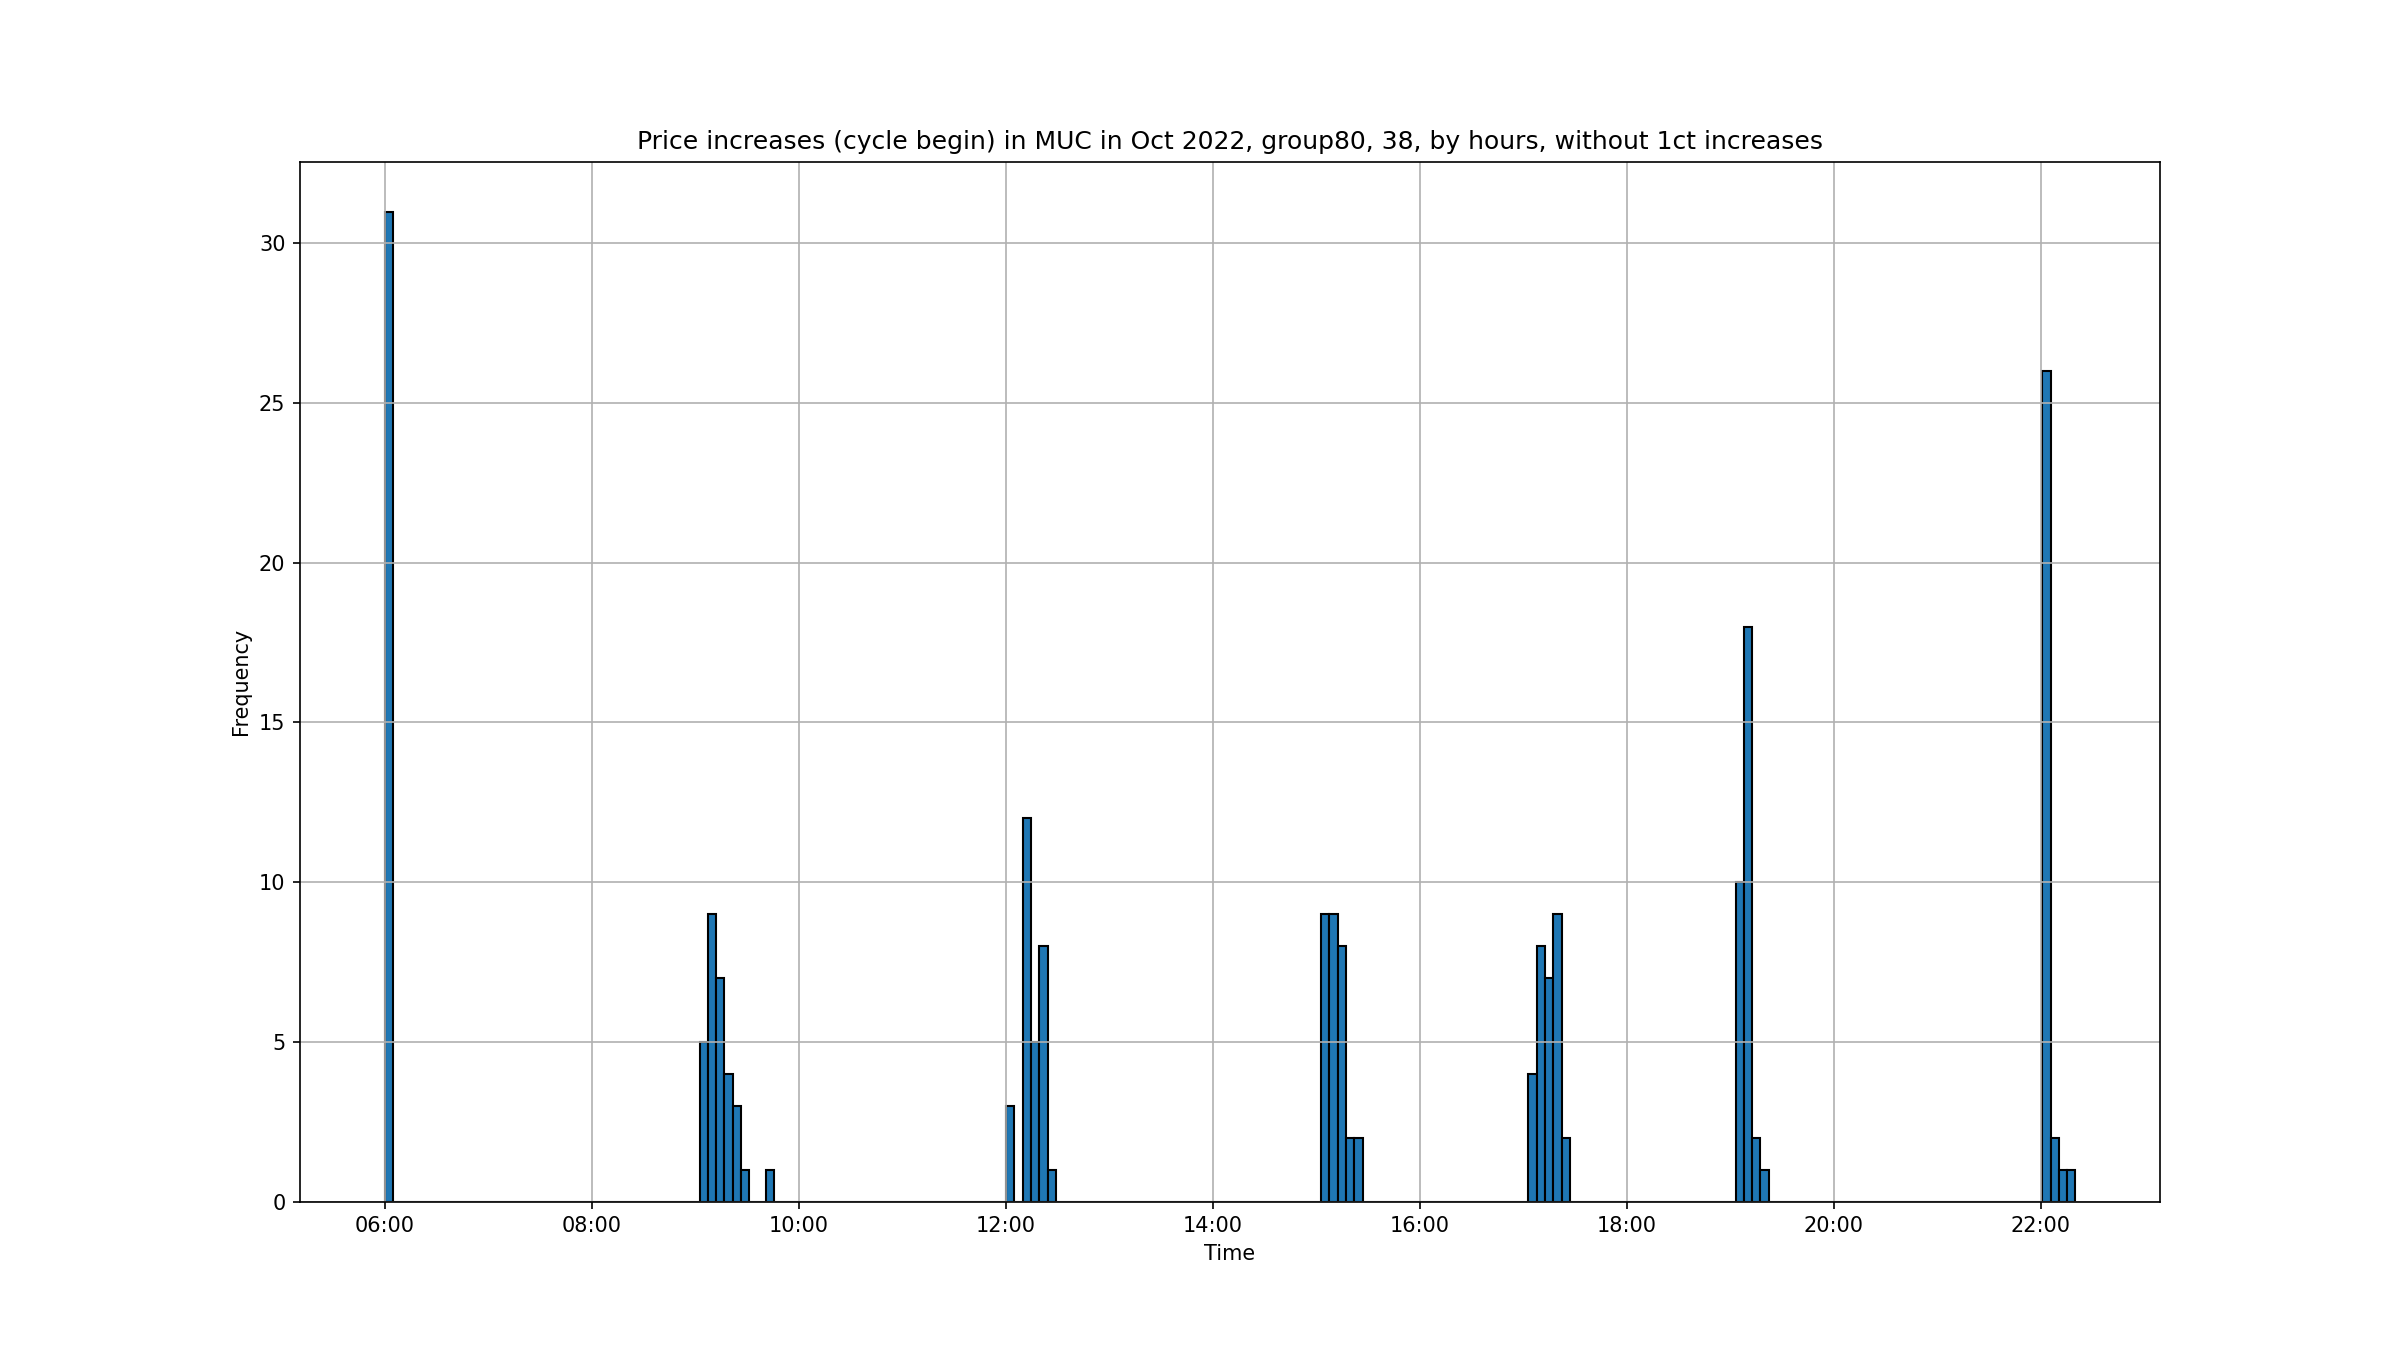 Price increases (cycle begin) in MUC in Oct 2022, group80, 38, by hours, without 1ct increases
30
25
20
15
10
5
0
Frequency
06:00 08:00 10:00 12:00 14:00 16:00 18:00 20:00 22:00
Time